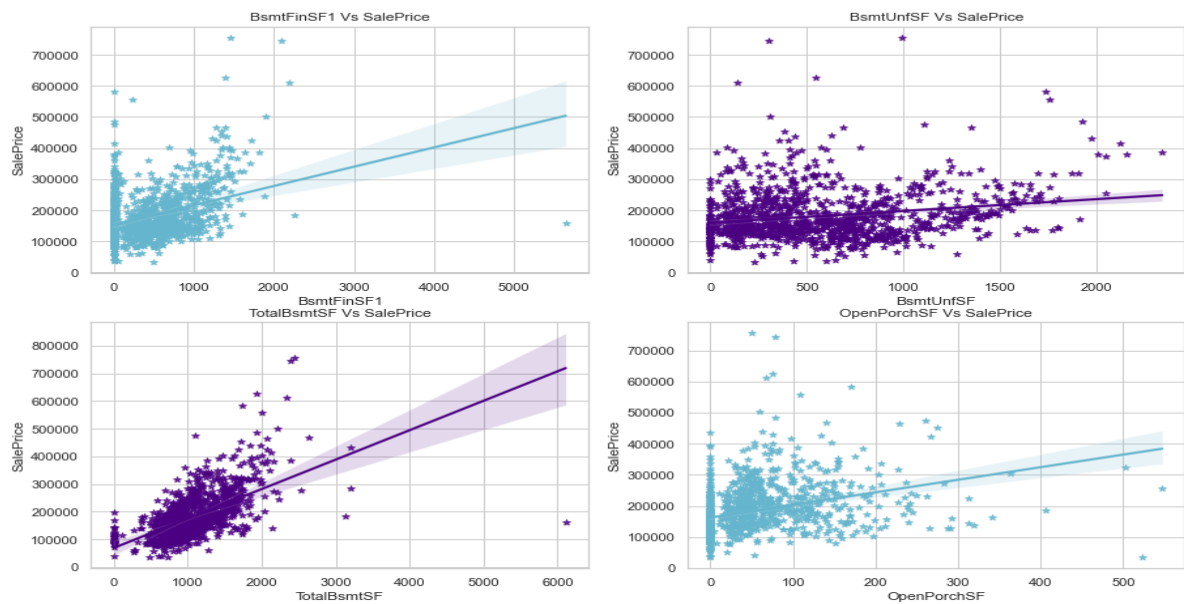 BsmtFinSF1 Vs SalePrice
SalePrice
700000
600000
500000
400000
300000
200000
100000
0
0 1000 2000 3000 4000 5000
BsmtFinSF1
BsmtUnfSF Vs SalePrice
SalePrice
700000
600000
500000
400000
300000
200000
100000
0
0 500 1000 1500 2000
BsmtUnfSF
TotalBsmtSF Vs SalePrice
SalePrice
800000
700000
600000
500000
400000
300000
200000
100000
0
0 1000 2000 3000 4000 5000 6000
TotalBsmtSF
OpenPorchSF Vs SalePrice
SalePrice
700000
600000
500000
400000
300000
200000
100000
0
0 100 200 300 400 500
OpenPorchSF